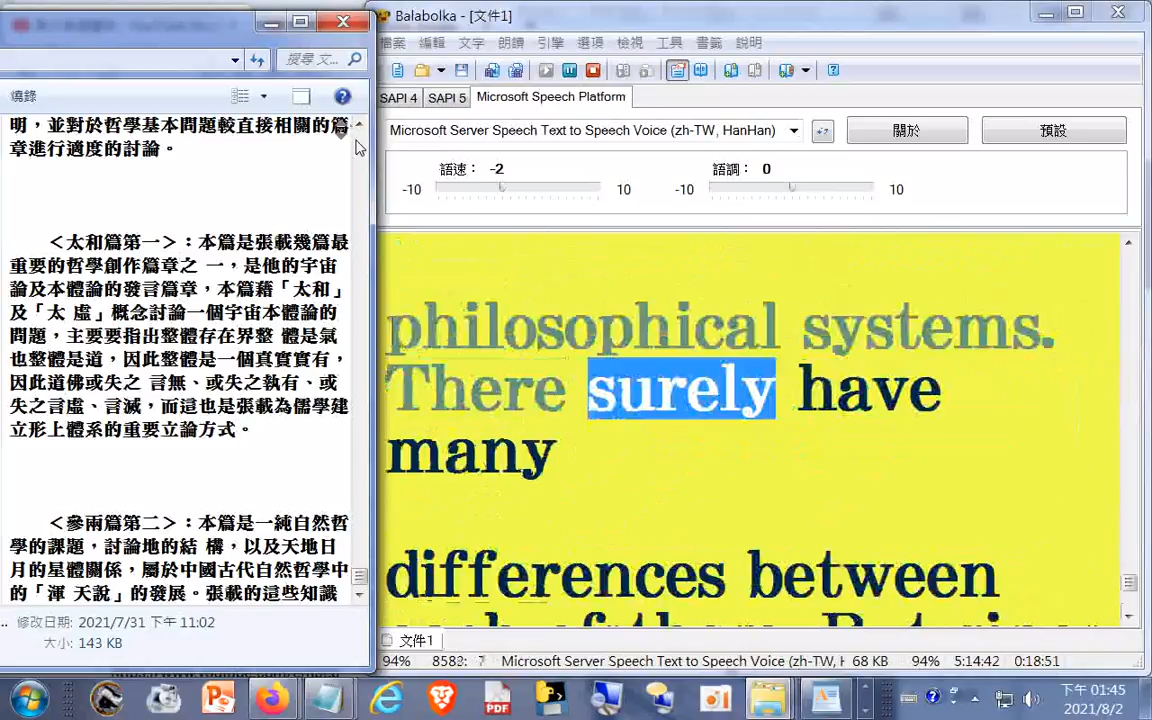 搜尋 文...
燒錄
明，並對於哲學基本問題較直接相關的篇
章進行適度的討論。
＜太和篇第一＞：本篇是張載幾篇最
重要的哲學創作篇章之 一，是他的宇宙
論及本體論的發言篇章，本篇藉「太和」
及「太 虛」概念討論一個宇宙本體論的
問題，主要要指出整體存在界整 體是氣
也整體是道，因此整體是一個真實實有，
因此道佛或失之 言無、或失之執有、或
失之言虛、言滅，而這也是張載為儒學建
立形上體系的重要立論方式。
＜參兩篇第二＞：本篇是一純自然哲
學的課題，討論地的結 構，以及天地日
月的星體關係，屬於中國古代自然哲學中
的「渾 天說」的發展。張載的這些知識
修改日期: 2021/7/31 下午 11:02
大小: 143 KB
Balabolka - [文件1]
檔案 編輯 文字 朗讀 引擎 選項 檢視 工具 書籤 說明
SAPI 4 SAPI 5 Microsoft Speech Platform
Microsoft Server Speech Text to Speech Voice (zh-TW, HanHan) 關於 預設
語速： -2 語調： 0
-10 10 -10 10
philosophical systems.
There surely have
many
differences between
文件1
94% Microsoft Server Speech Text to Speech Voice (zh-TW, H 68 KB 94% 5:14:42 0:18:51
下午 01:45
2021/8/2